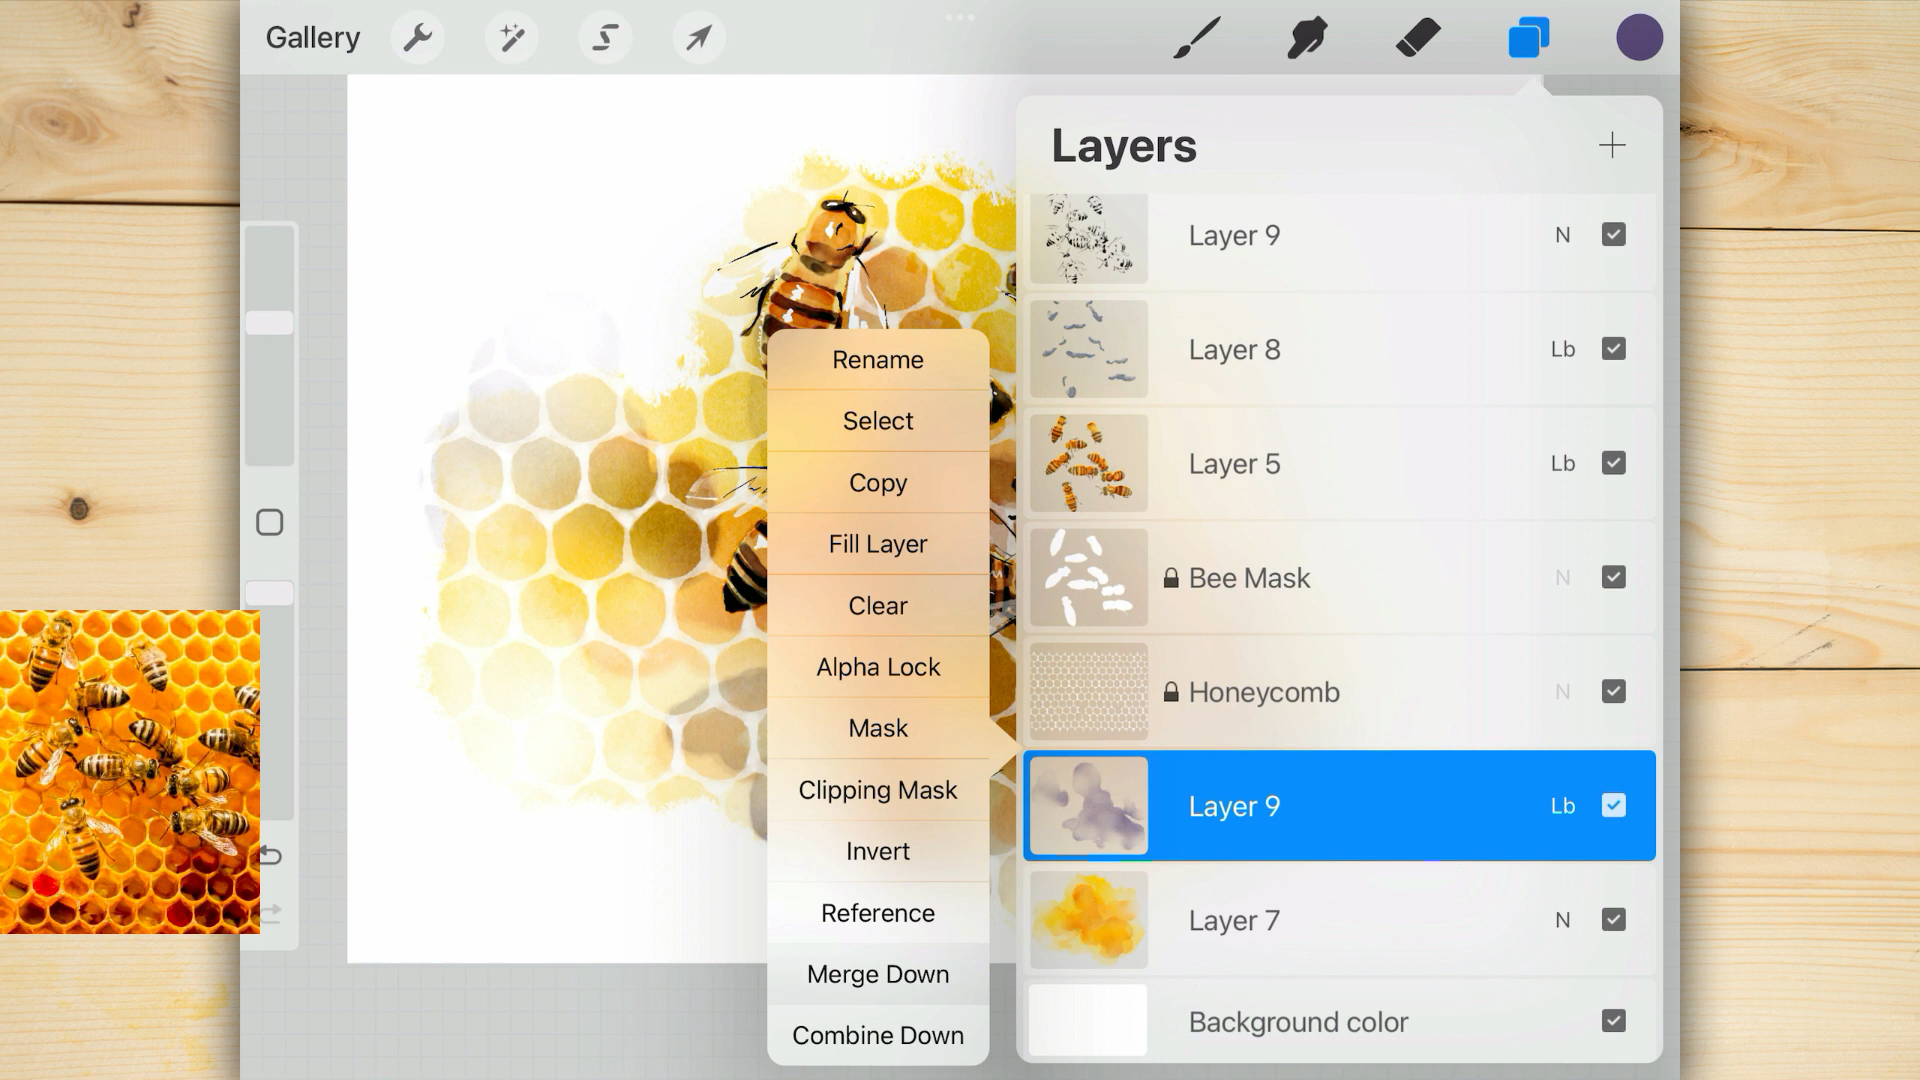 Gallery
Layers
Layer 9 N
Layer 8 Lb
Layer 5 Lb
Bee Mask N
Honeycomb N
Layer 9 Lb
Layer 7 N
Background color
Rename
Select
Copy
Fill Layer
Clear
Alpha Lock
Mask
Clipping Mask
Invert
Reference
Merge Down
Combine Down